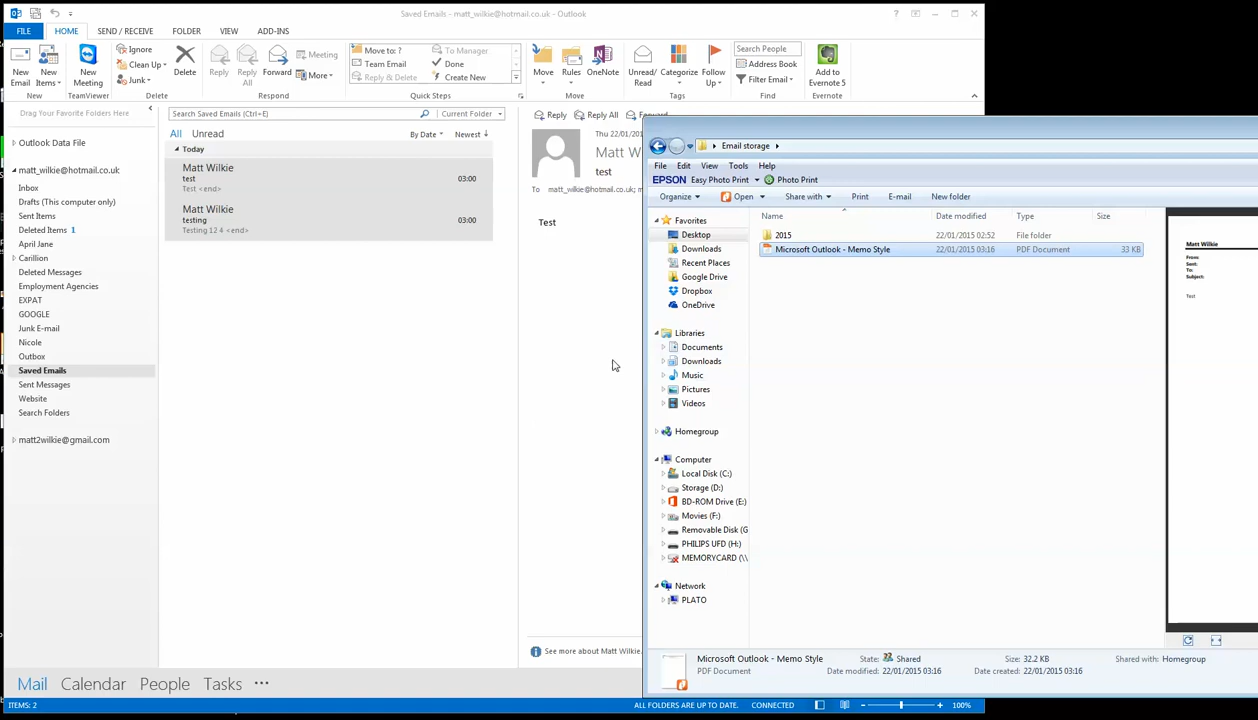 Saved Emails - matt_wilkie@hotmail.co.uk - Outlook
FILE HOME SEND / RECEIVE FOLDER VIEW ADD-INS
New Email
New Items
New
New Meeting
TeamViewer
Ignore
Clean Up
Junk
Delete
Delete
Reply
Reply All
Forward
Meeting
More
Respond
Move to: ?
Team Email
Reply & Delete
To Manager
Done
Create New
Quick Steps
Move
Rules
OneNote
Move
Unread/ Read
Categorize
Follow Up
Tags
Search People
Address Book
Filter Email
Find
Add to Evernote 5
Evernote
Drag Your Favorite Folders Here
Outlook Data File
matt_wilkie@hotmail.co.uk
Inbox
Drafts (This computer only)
Sent Items
Deleted Items 1
April Jane
Carillion
Deleted Messages
Employment Agencies
EXPAT
GOOGLE
Junk E-mail
Nicole
Outbox
Saved Emails
Sent Messages
Website
Search Folders
matt2wilkie@gmail.com
Search Saved Emails (Ctrl+E)
Current Folder
All Unread
By Date Newest
Today
Matt Wilkie
test 03:00
Test <end>
Matt Wilkie
testing 03:00
Testing 12 4 <end>
Reply Reply All Forward
Thu 22/01/2015 03:00
Matt W
test
To matt_wilkie@hotmail.co.uk; m
Test
See more about Matt Wilkie.
Email storage
File Edit View Tools Help
EPSON Easy Photo Print Photo Print
Organize Open Share with Print E-mail New folder
Favorites
Desktop
Downloads
Recent Places
Google Drive
Dropbox
OneDrive
Libraries
Documents
Downloads
Music
Pictures
Videos
Homegroup
Computer
Local Disk (C:)
Storage (D:)
BD-ROM Drive (E:)
Movies (F:)
Removable Disk (G
PHILIPS UFD (H:)
MEMORYCARD (\\
Network
PLATO
Name Date modified Type Size
2015 22/01/2015 02:52 File folder
Microsoft Outlook - Memo Style 22/01/2015 03:16 PDF Document 33 KB
Matt Wilkie
From:
Sent:
To:
Subject:
Test
Microsoft Outlook - Memo Style State: Shared Size: 32.2 KB Shared with: Homegroup
PDF Document Date modified: 22/01/2015 03:16 Date created: 22/01/2015 03:16
Mail Calendar People Tasks •••
ITEMS: 2 ALL FOLDERS ARE UP TO DATE. CONNECTED 100%